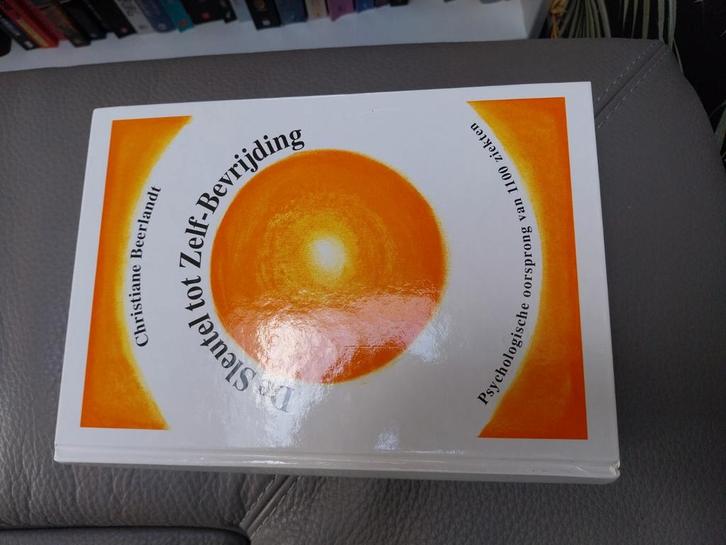 Christiane Beerlandt
De Sleutel tot Zelf-Bevrijding
Psychologische oorsprong van 1100 ziekten